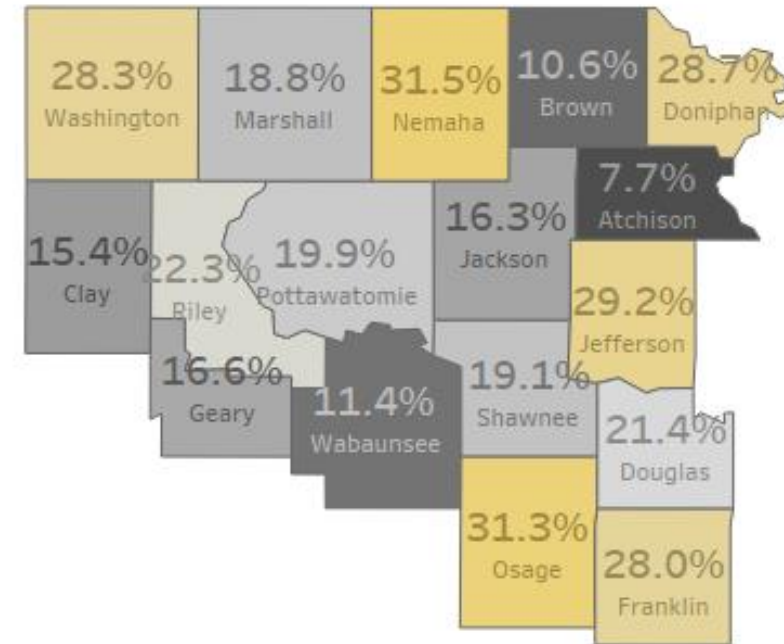 28.3%
Washington
18.8%
Marshall
31.5%
Nemaha
10.6%
Brown
28.7%
Doniphan
7.7%
Atchison
15.4%
Clay
22.3%
Riley
19.9%
Pottawatomie
16.3%
Jackson
29.2%
Jefferson
16.6%
Geary
11.4%
Wabaunsee
19.1%
Shawnee
21.4%
Douglas
31.3%
Osage
28.0%
Franklin